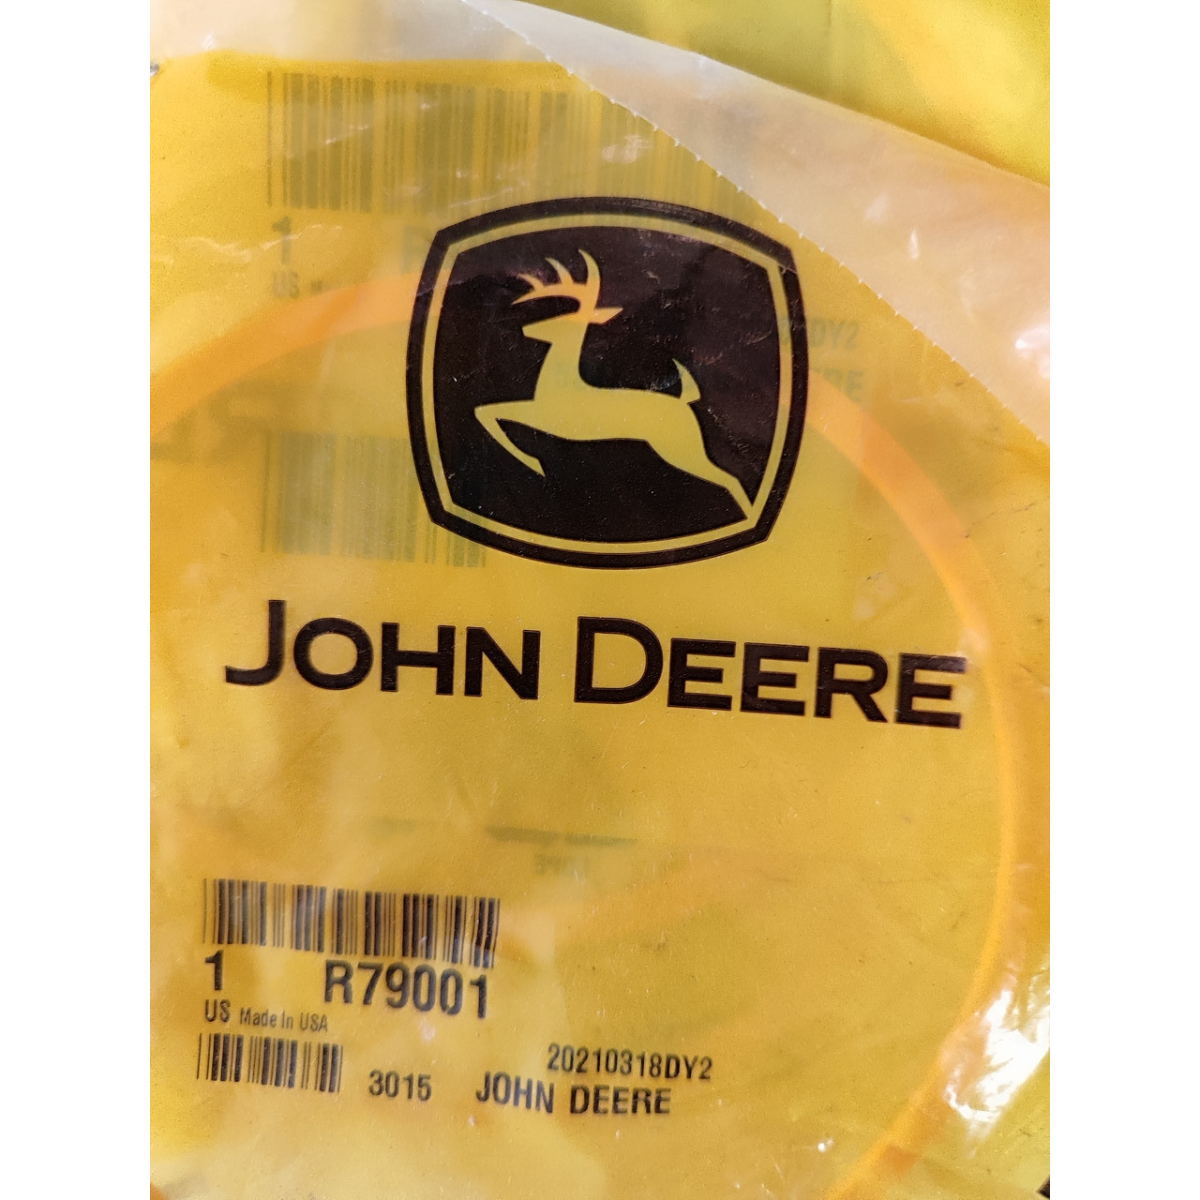 JOHN DEERE
1 R79001
US Made In USA
20210318DY2
3015 JOHN DEERE